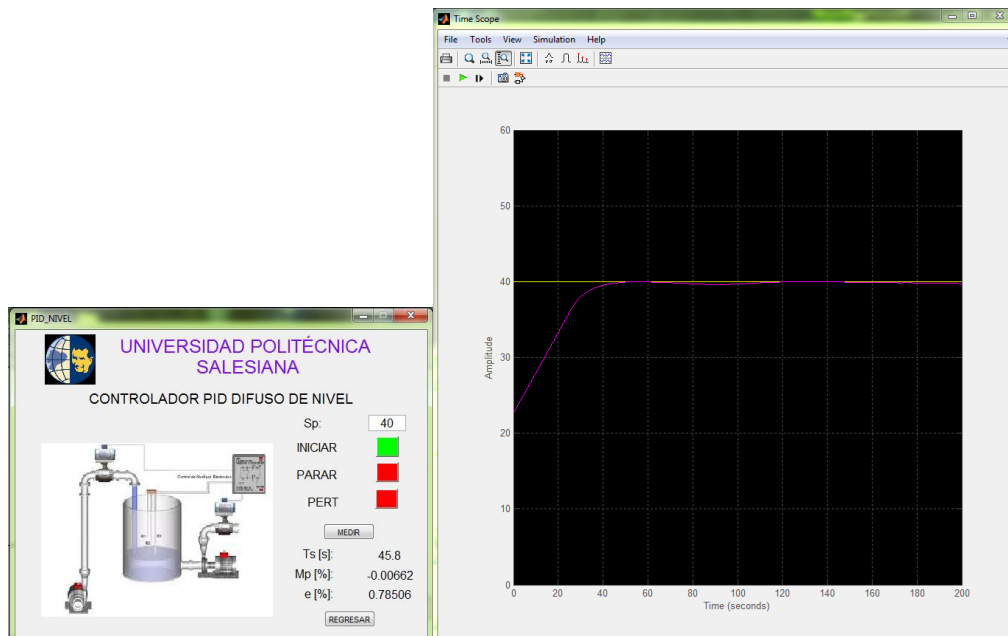 PID_NIVEL
UNIVERSIDAD POLITÉCNICA
SALESIANA
CONTROLADOR PID DIFUSO DE NIVEL
Sp: 40
INICIAR
PARAR
PERT
MEDIR
Ts [s]: 45.8
Mp [%]: -0.00662
e [%]: 0.78506
REGRESAR
Time Scope
File Tools View Simulation Help
60
50
40
30
20
10
0
Amplitude
0 20 40 60 80 100 120 140 160 180 200
Time (seconds)